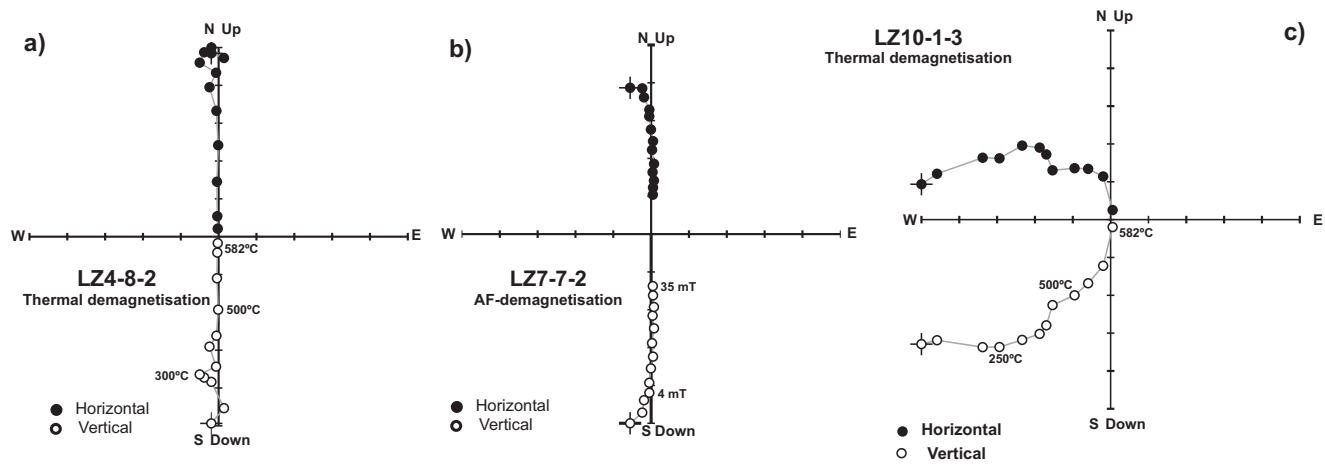 a)
N Up
W
E
582ºC
LZ4-8-2
Thermal demagnetisation
500ºC
300ºC
Horizontal
Vertical
S Down
b)
N Up
W
E
LZ7-7-2
AF-demagnetisation
35 mT
4 mT
Horizontal
Vertical
S Down
c)
N Up
LZ10-1-3
Thermal demagnetisation
W
E
582ºC
500ºC
250ºC
Horizontal
Vertical
S Down